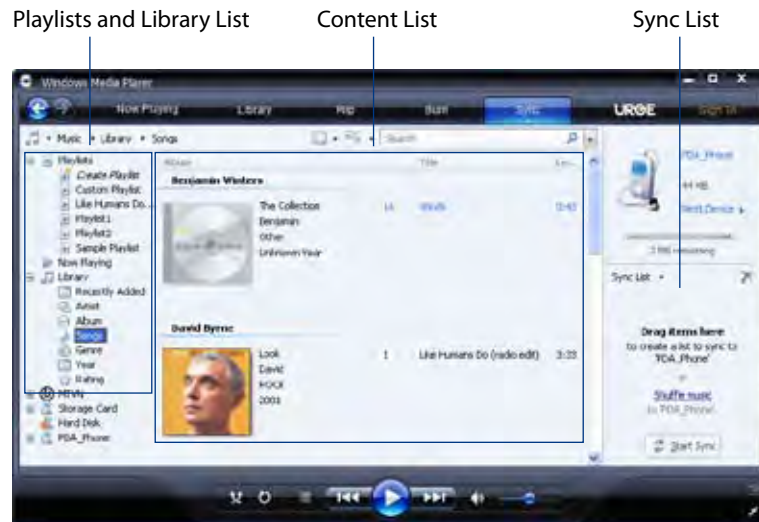 Playlists and Library List
Content List
Sync List
Windows Media Player
Now Playing
Library
Rip
Burn
Sync
URGE
Sign In
Music
Library
Songs
Search
Playlists
Create Playlist
Custom Playlist
Like Humans Do...
Playlist1
Playlist2
Sample Playlist
Now Playing
Library
Recently Added
Artist
Album
Songs
Genre
Year
Rating
MTVN
Storage Card
Hard Disk
PDA_Phone
Album
Title
Benjamin Winters
The Collection
Benjamin
Other
Unknown Year
David Byrne
Look
David
ROCK
2001
1
Like Humans Do (radio edit)
3:33
PDA_Phone
44 MB
Next Device
remaining
Sync List
Drag items here
to create a list to sync to
'PDA_Phone'
or
Shuffle music
to 'PDA_Phone'.
Start Sync